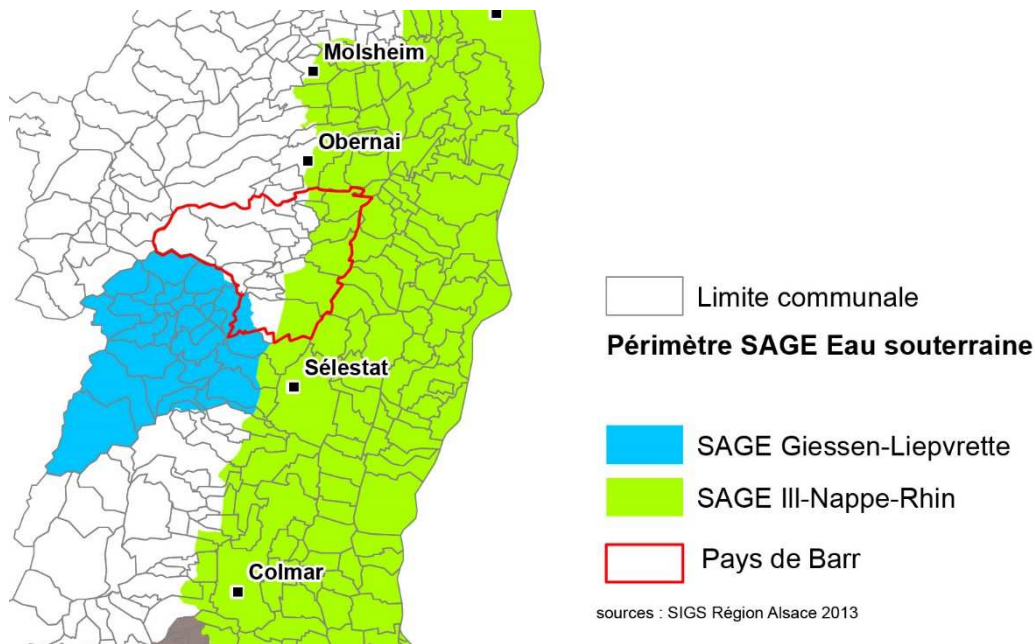 Molsheim
Obernai
Sélestat
Colmar
Limite communale
Périmètre SAGE Eau souterraine
SAGE Giessen-Liepvrette
SAGE Ill-Nappe-Rhin
Pays de Barr
sources : SIGS Région Alsace 2013